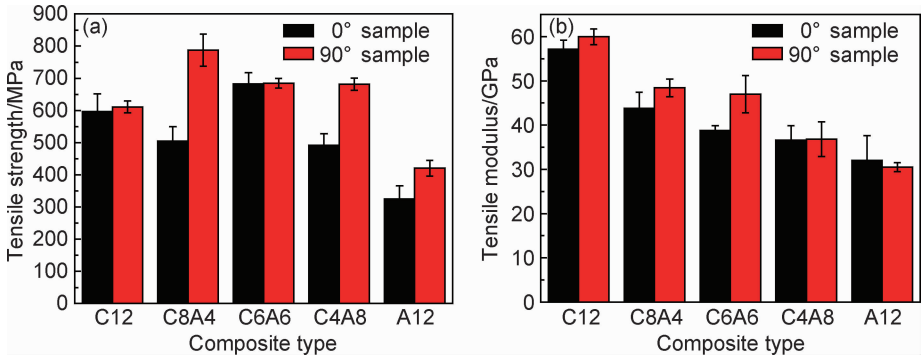 (a)
0° sample
90° sample
Tensile strength/MPa
900
800
700
600
500
400
300
200
100
0
C12 C8A4 C6A6 C4A8 A12
Composite type
(b)
0° sample
90° sample
Tensile modulus/GPa
60
50
40
30
20
10
0
C12 C8A4 C6A6 C4A8 A12
Composite type